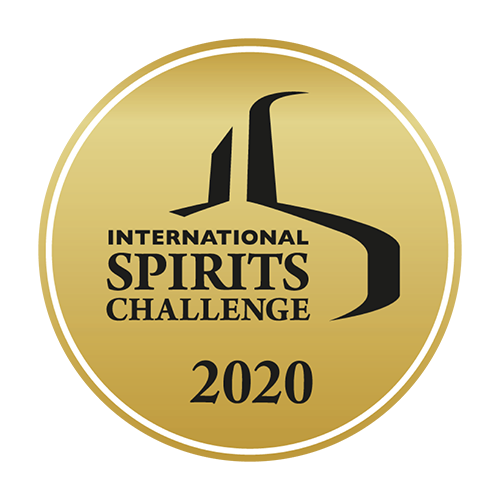 INTERNATIONAL
SPIRITS
CHALLENGE
2020